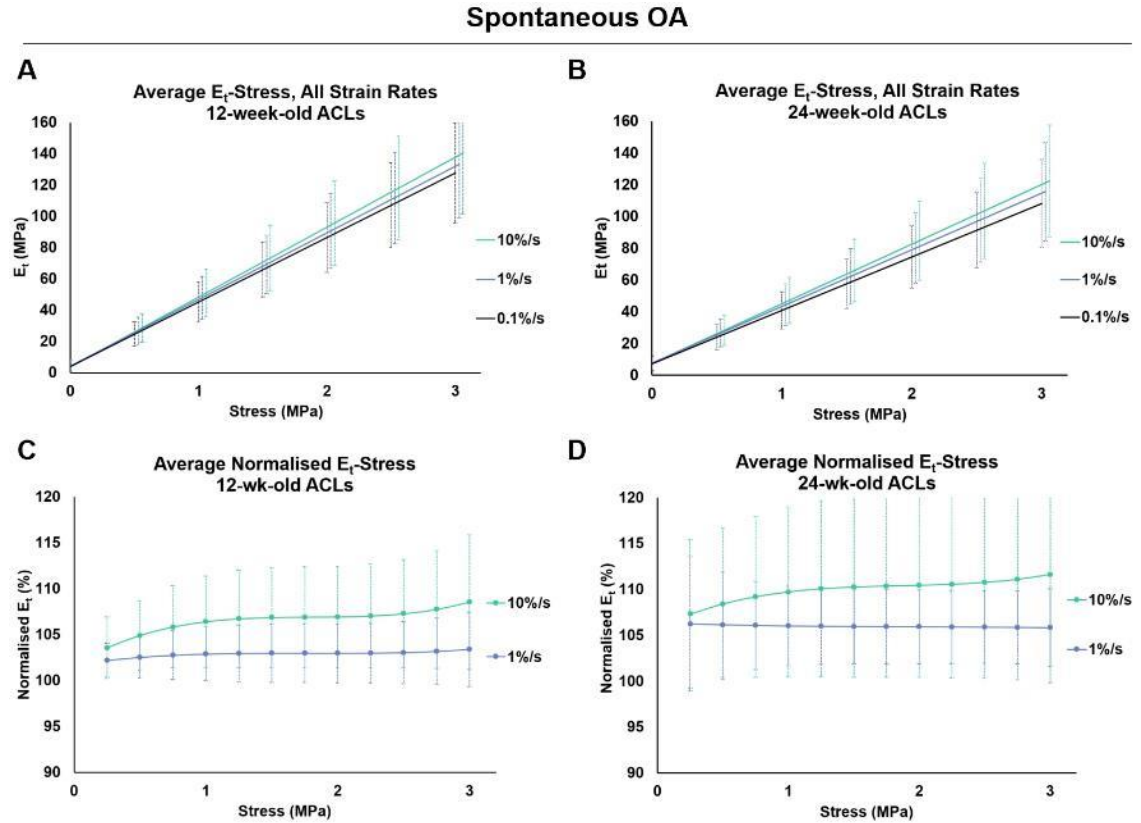 Spontaneous OA
A
Average Et-Stress, All Strain Rates
12-week-old ACLs
160
140
120
100
80
60
40
20
0
Et (MPa)
0
1
2
3
Stress (MPa)
10%/s
1%/s
0.1%/s
B
Average Et-Stress, All Strain Rates
24-week-old ACLs
160
140
120
100
80
60
40
20
0
Et (MPa)
0
1
2
3
Stress (MPa)
10%/s
1%/s
0.1%/s
C
Average Normalised Et-Stress
12-wk-old ACLs
120
115
110
105
100
95
90
Normalised Et (%)
0
1
2
3
Stress (MPa)
10%/s
1%/s
D
Average Normalised Et-Stress
24-wk-old ACLs
120
115
110
105
100
95
90
Normalised Et (%)
0
1
2
3
Stress (MPa)
10%/s
1%/s